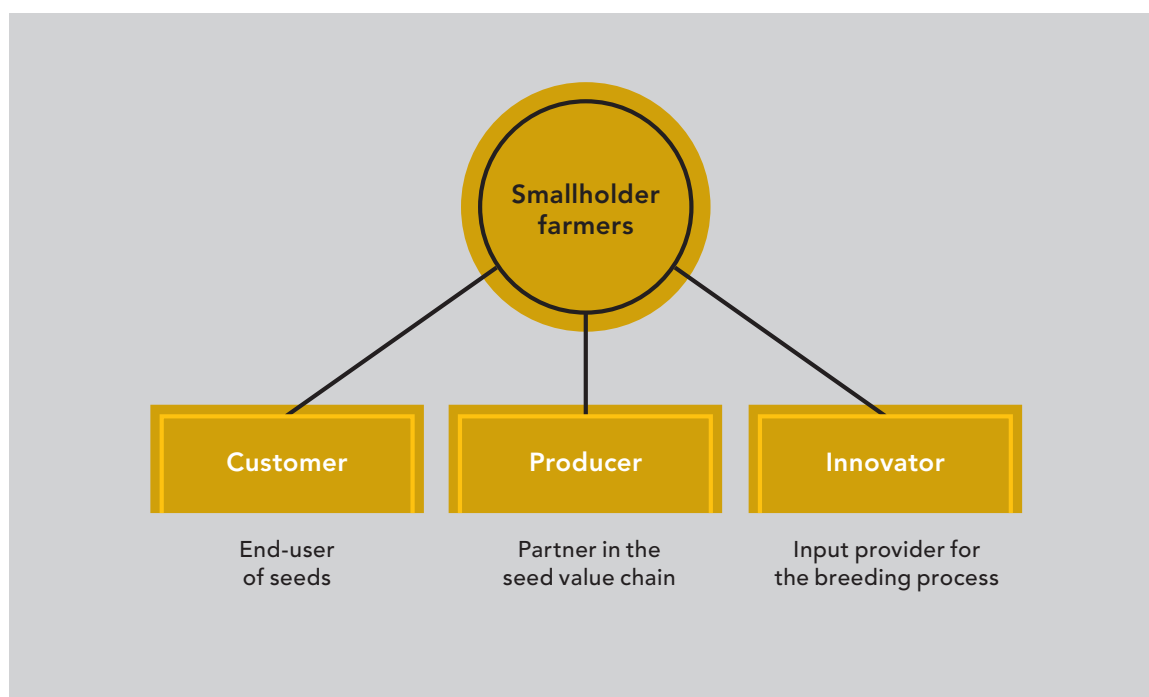 Smallholder
farmers
Customer
Producer
Innovator
End-user
of seeds
Partner in the
seed value chain
Input provider for
the breeding process